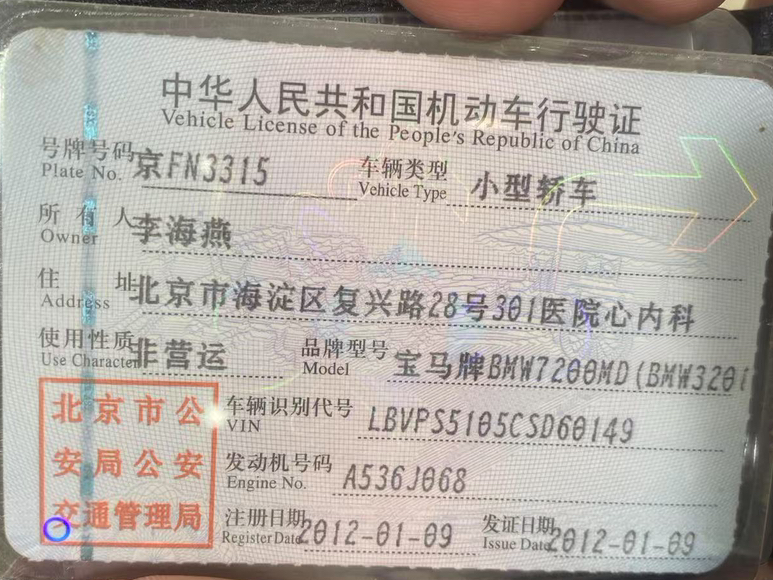 中华人民共和国机动车行驶证
Vehicle License of the People's Republic of China
号牌号码 京FN3315 车辆类型 小型轿车
Plate No. Vehicle Type
所有人 李海燕
Owner
住址 北京市海淀区复兴路28号301医院心内科
Address
使用性质 非营运 品牌型号 宝马牌BMW7200MD(BMW320i
Use Character Model
北京市公 车辆识别代号 LBVPS5105CSD60149
VIN
安局公安 发动机号码 A536J068
Engine No.
交通管理局 注册日期 2012-01-09 发证日期 2012-01-09
Register Date Issue Date